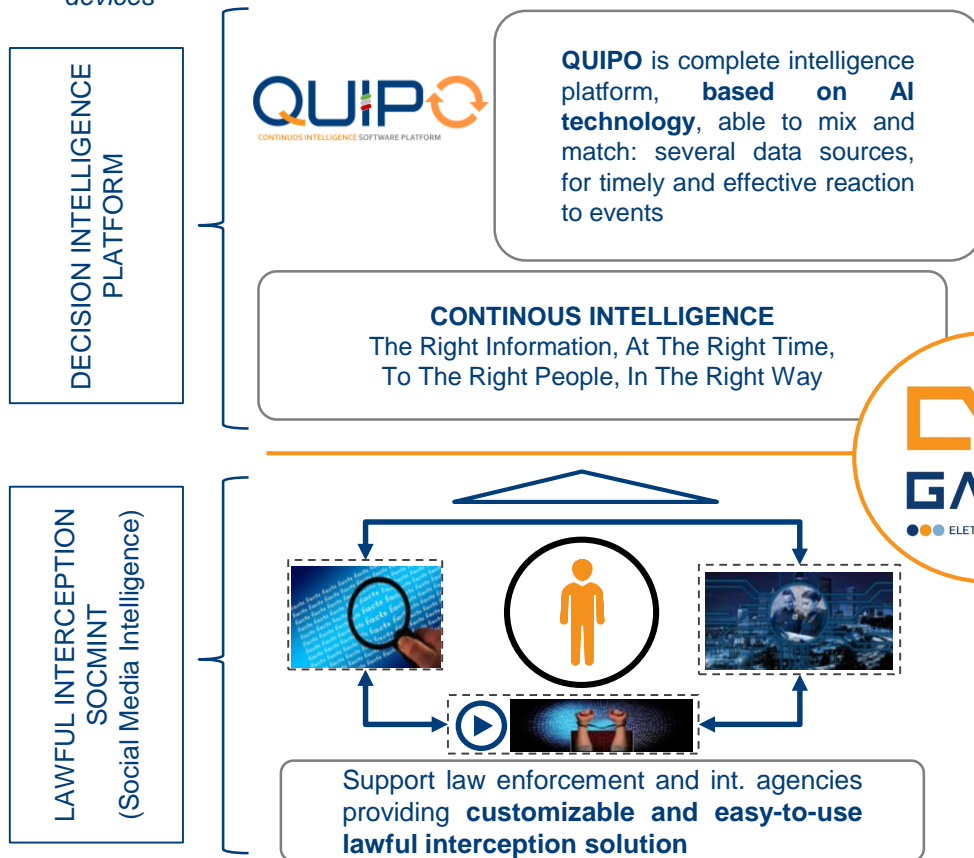 devices
DECISION INTELLIGENCE
PLATFORM
QUIPO
CONTINUOS INTELLIGENCE SOFTWARE PLATFORM
QUIPO is complete intelligence
platform, based on AI
technology, able to mix and
match: several data sources,
for timely and effective reaction
to events
CONTINOUS INTELLIGENCE
The Right Information, At The Right Time,
To The Right People, In The Right Way
LAWFUL INTERCEPTION
SOCMINT
(Social Media Intelligence)
facts
Support law enforcement and int. agencies
providing customizable and easy-to-use
lawful interception solution